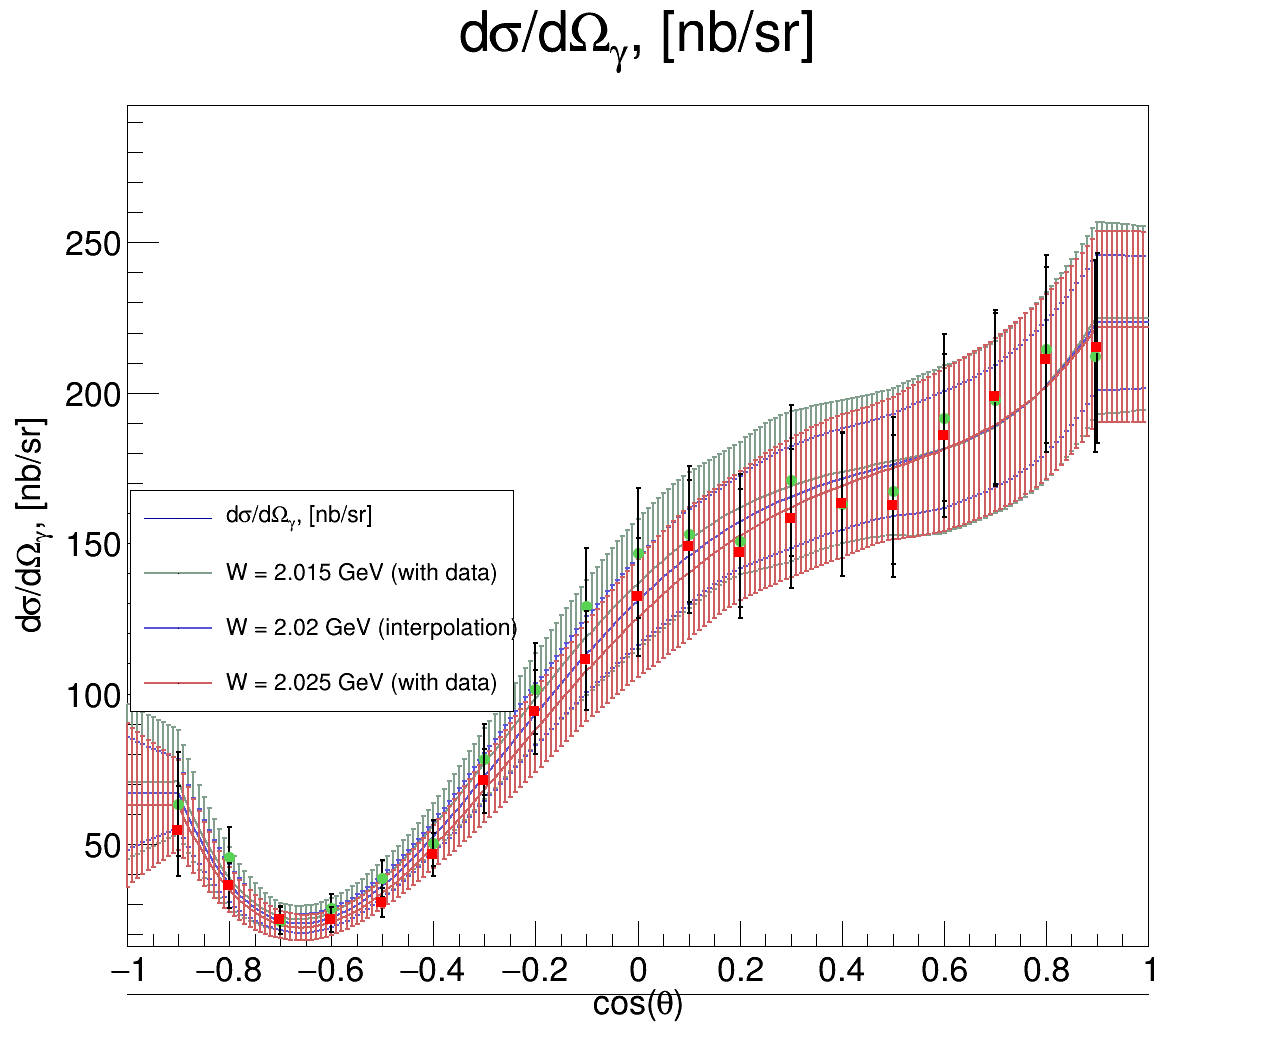 dσ/dΩγ, [nb/sr]
dσ/dΩγ, [nb/sr]
250
200
150
100
50
dσ/dΩγ, [nb/sr]
W = 2.015 GeV (with data)
W = 2.02 GeV (interpolation)
W = 2.025 GeV (with data)
−1 −0.8 −0.6 −0.4 −0.2 0 0.2 0.4 0.6 0.8 1
cos(θ)